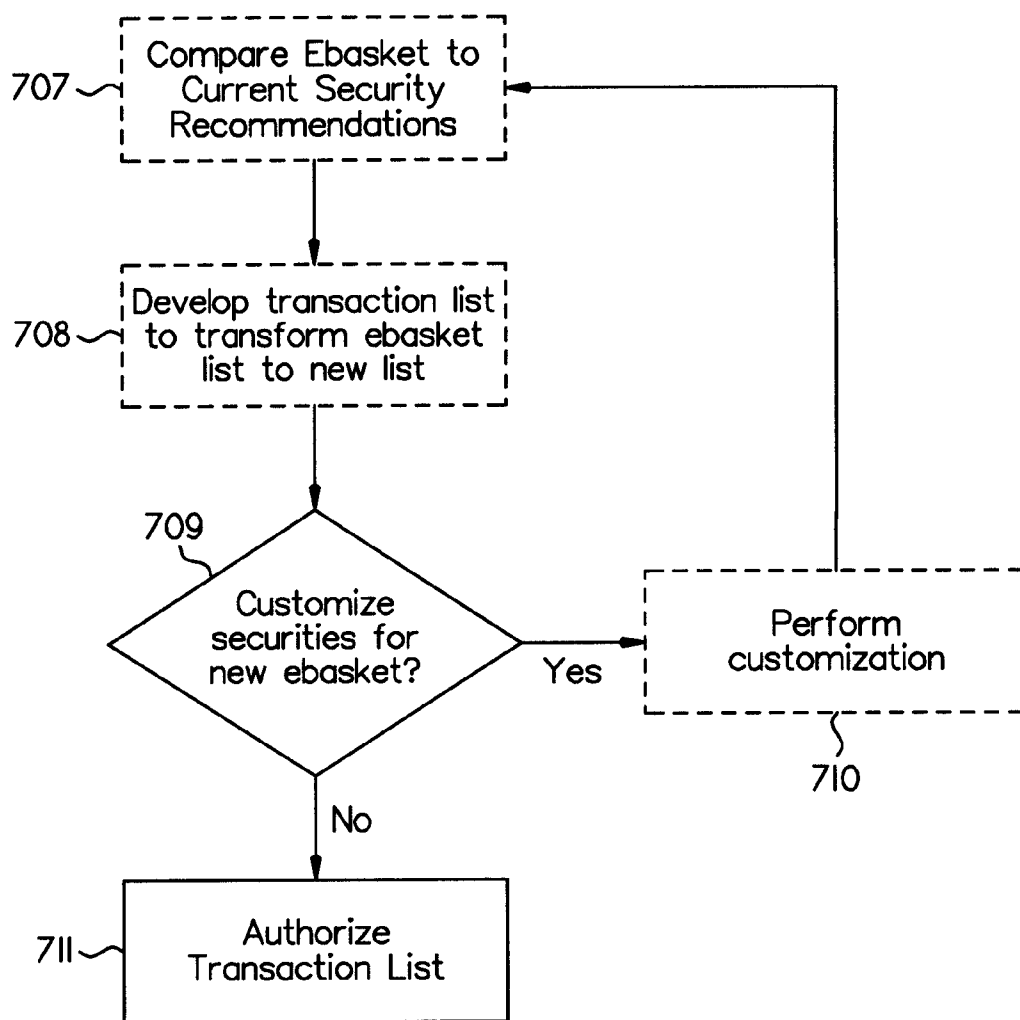 707
Compare Ebasket to
Current Security
Recommendations
708
Develop transaction list
to transform ebasket
list to new list
709
Customize
securities for
new ebasket?
Yes
Perform
customization
710
No
711
Authorize
Transaction List